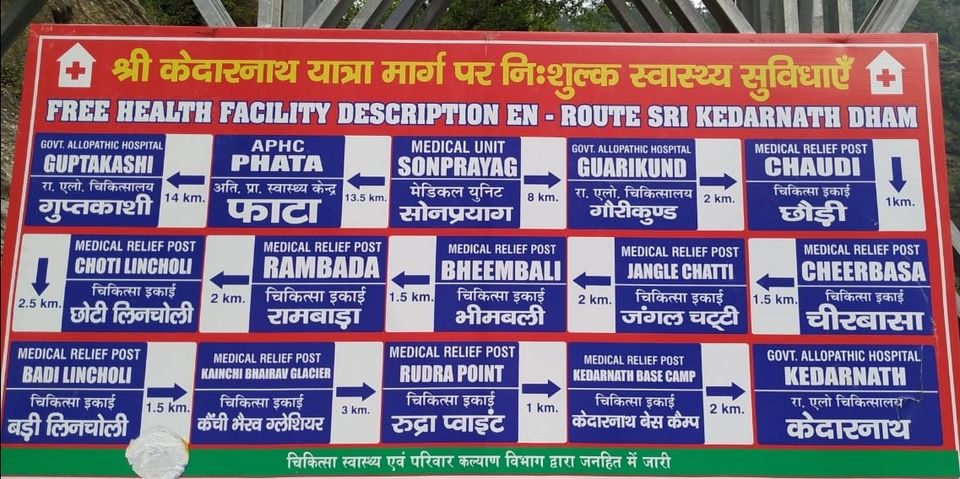 श्री केदारनाथ यात्रा मार्ग पर निःशुल्क स्वास्थ्य सुविधाएँ
FREE HEALTH FACILITY DESCRIPTION EN - ROUTE SRI KEDARNATH DHAM
GOVT. ALLOPATHIC HOSPITAL
GUPTAKASHI
रा. एलो. चिकित्सालय
गुप्तकाशी
14 km.
APHC
PHATA
अति. प्रा. स्वास्थ्य केन्द्र
फाटा
13.5 km.
MEDICAL UNIT
SONPRAYAG
मेडिकल युनिट
सोनप्रयाग
8 km.
GOVT. ALLOPATHIC HOSPITAL
GUARIKUND
रा. एलो. चिकित्सालय
गौरीकुण्ड
2 km.
MEDICAL RELIEF POST
CHAUDI
चिकित्सा इकाई
छौड़ी
1km.
MEDICAL RELIEF POST
CHOTI LINCHOLI
चिकित्सा इकाई
छोटी लिनचोली
2.5 km.
MEDICAL RELIEF POST
RAMBADA
चिकित्सा इकाई
रामबाड़ा
2 km.
MEDICAL RELIEF POST
BHEEMBALI
चिकित्सा इकाई
भीमबली
1.5 km.
MEDICAL RELIEF POST
JANGLE CHATTI
चिकित्सा इकाई
जंगल चट्टी
2 km.
MEDICAL RELIEF POST
CHEERBASA
चिकित्सा इकाई
चीरबासा
1.5 km.
MEDICAL RELIEF POST
BADI LINCHOLI
चिकित्सा इकाई
बड़ी लिनचोली
1.5 km.
MEDICAL RELIEF POST
KAINCHI BHAIRAV GLACIER
चिकित्सा इकाई
कैंची भैरव ग्लेशियर
3 km.
MEDICAL RELIEF POST
RUDRA POINT
चिकित्सा इकाई
रुद्रा प्वाइंट
1 km.
MEDICAL RELIEF POST
KEDARNATH BASE CAMP
चिकित्सा इकाई
केदारनाथ बेस कैम्प
2 km.
GOVT. ALLOPATHIC HOSPITAL
KEDARNATH
रा. एलो चिकित्सालय
केदारनाथ
चिकित्सा स्वास्थ्य एवं परिवार कल्याण विभाग द्वारा जनहित में जारी